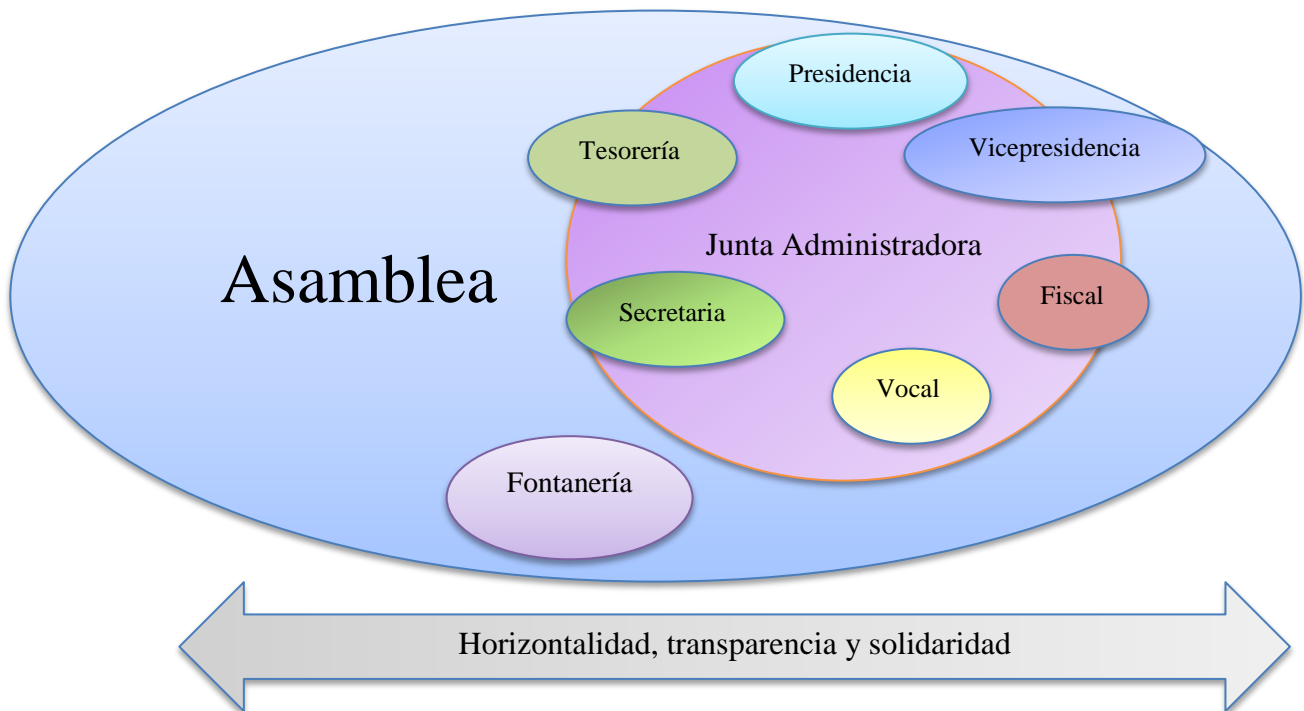 Presidencia
Tesorería
Vicepresidencia
Junta Administradora
Asamblea
Secretaria
Fiscal
Vocal
Fontanería
Horizontalidad, transparencia y solidaridad